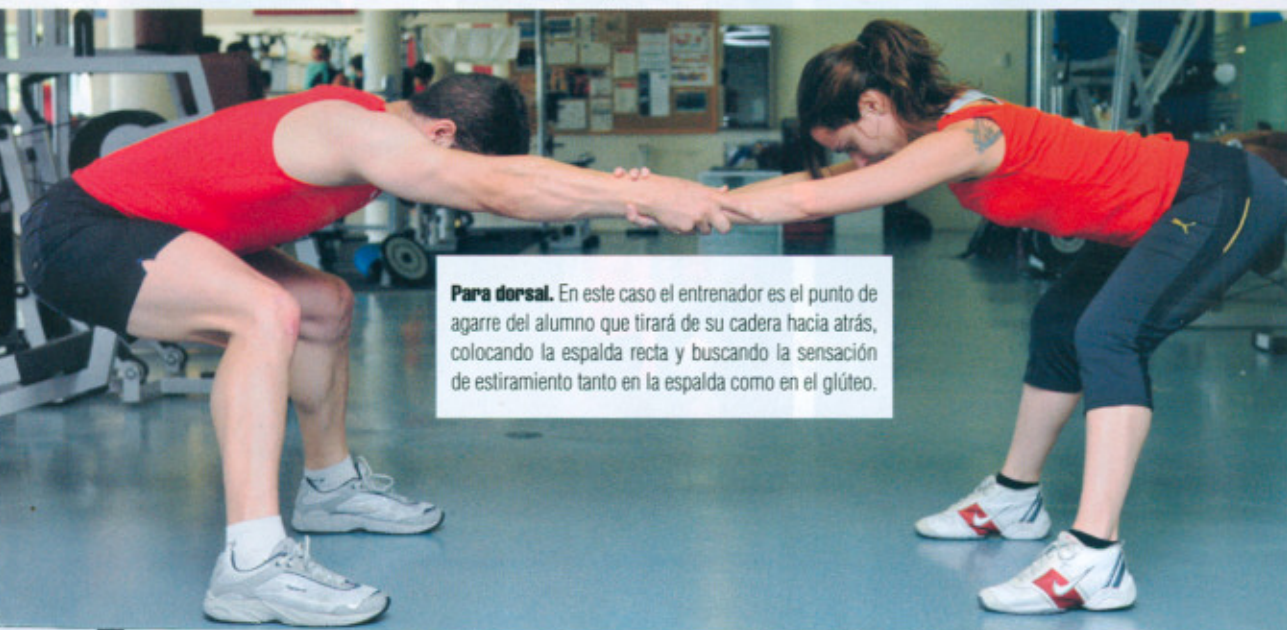 Para dorsal. En este caso el entrenador es el punto de
agarre del alumno que tirará de su cadera hacia atrás,
colocando la espalda recta y buscando la sensación
de estiramiento tanto en la espalda como en el glúteo.